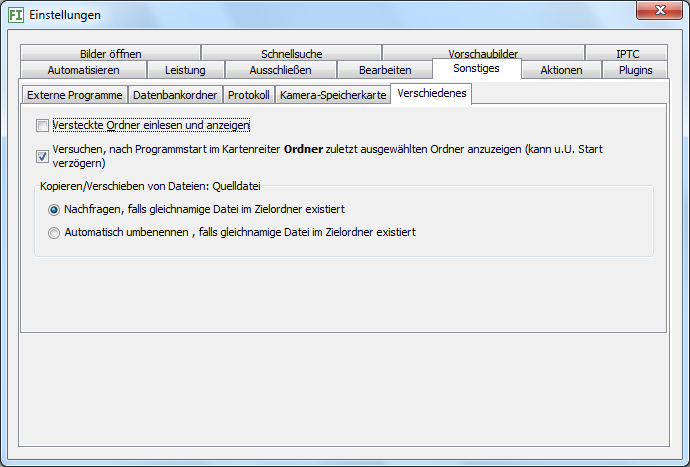 FI Einstellungen
Bilder öffnen Schnellsuche Vorschaubilder IPTC
Automatisieren Leistung Ausschließen Bearbeiten Sonstiges Aktionen Plugins
Externe Programme Datenbankordner Protokoll Kamera-Speicherkarte Verschiedenes
Versteckte Ordner einlesen und anzeigen
Versuchen, nach Programmstart im Kartenreiter Ordner zuletzt ausgewählten Ordner anzuzeigen (kann u.U. Start
verzögern)
Kopieren/Verschieben von Dateien: Quelldatei
Nachfragen, falls gleichnamige Datei im Zielordner existiert
Automatisch umbenennen , falls gleichnamige Datei im Zielordner existiert